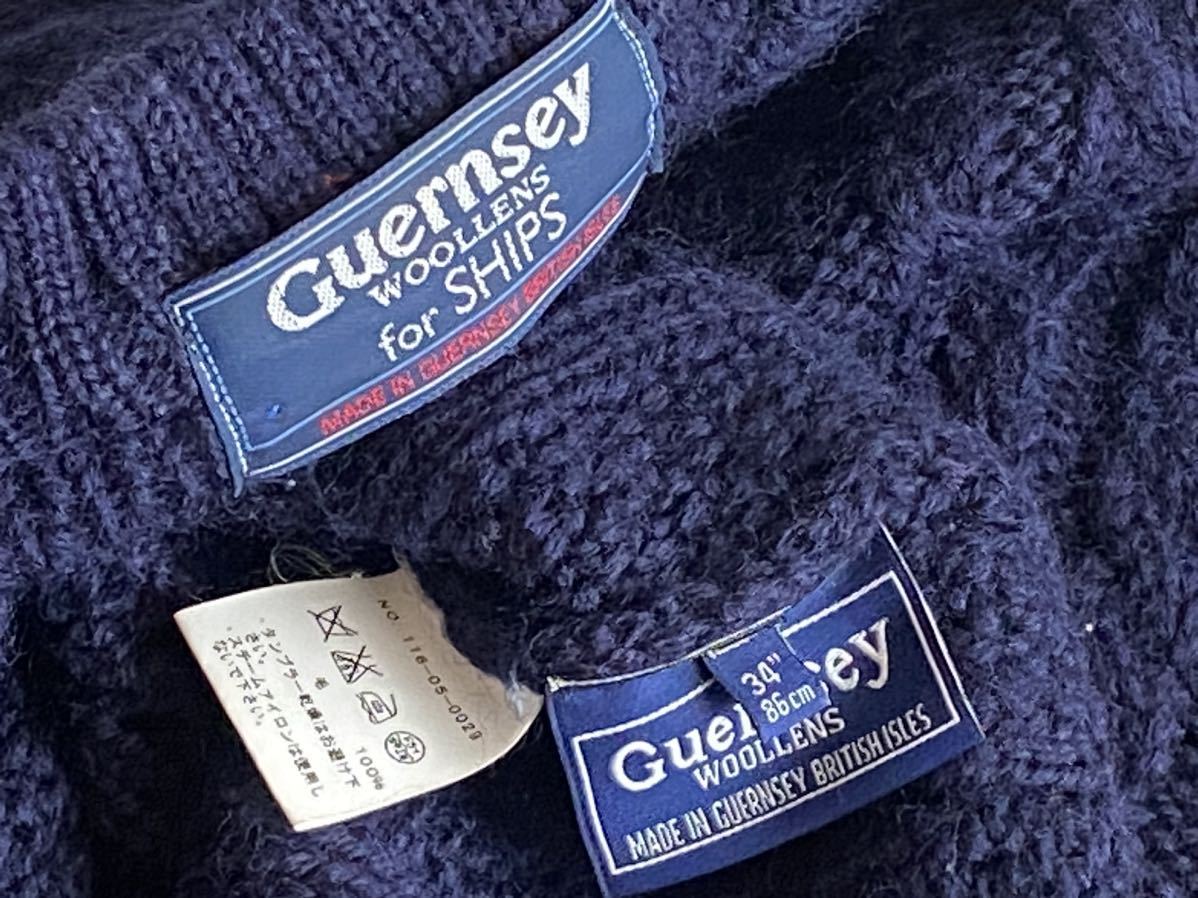 Guernsey
WOOLLENS
for SHIPS
MADE IN GUERNSEY BRITISH ISLES
NO. 116-05-0029
毛 100%
・タンブラー乾燥はお避け下
さい。
・スチームアイロンは使用し
ないで下さい。
34"
86cm
Guer ey
WOOLLENS
MADE IN GUERNSEY BRITISH ISLES